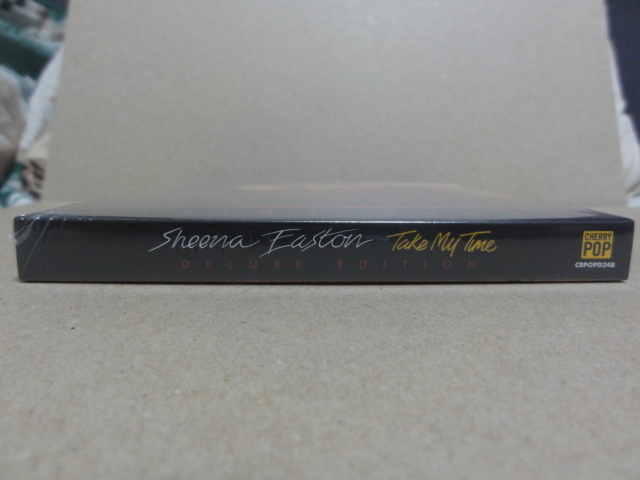 Sheena Easton Take My Time
DELUXE EDITION
CHERRY
POP
CRPOPD248